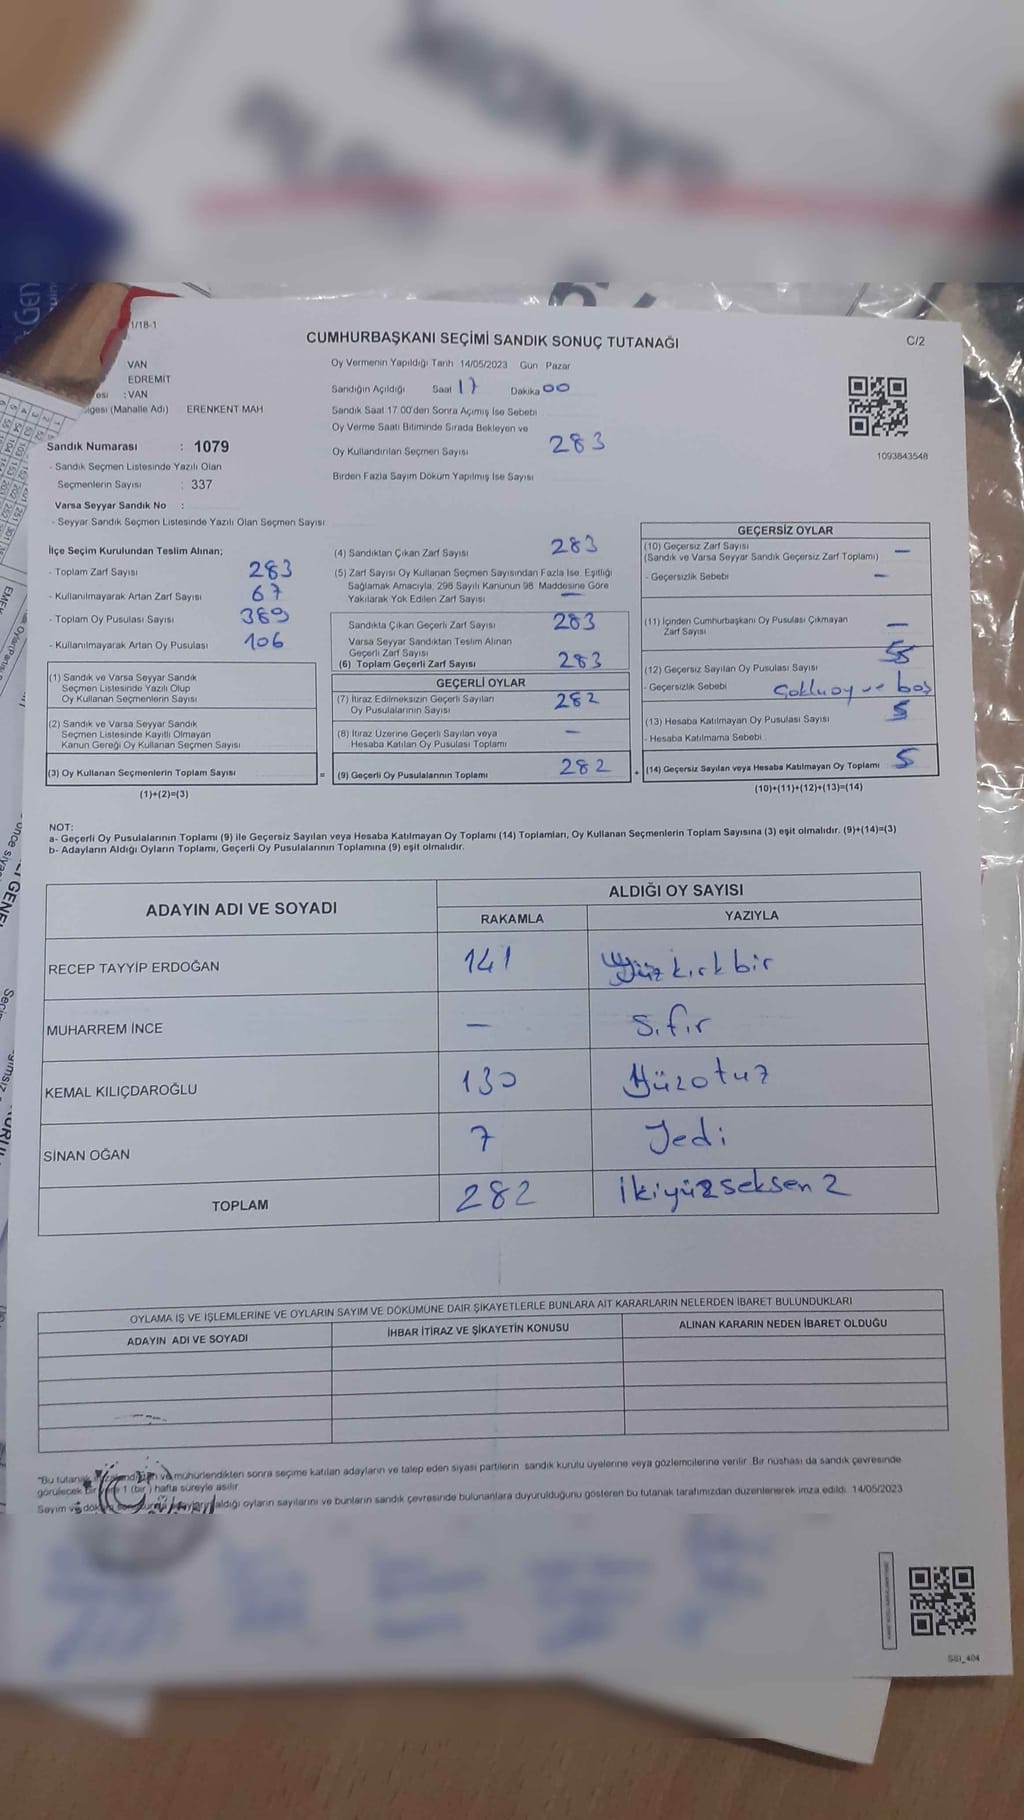 1/18-1
CUMHURBAŞKANI SEÇİMİ SANDIK SONUÇ TUTANAĞI
C/2
VAN
EDREMİT
: VAN
(Mahalle Adı) ERENKENT MAH
Oy Vermenin Yapıldığı Tarih 14/05/2023 Gün Pazar
Sandığın Açıldığı Saat 17 Dakika 00
Sandık Saat 17.00'den Sonra Açımış İse Sebebi
Oy Verme Saati Bitiminde Sırada Bekleyen ve
Oy Kullandırılan Seçmen Sayısı 283
Birden Fazla Sayım Döküm Yapılmış İse Sayısı
1093843548
Sandık Numarası : 1079
- Sandık Seçmen Listesinde Yazılı Olan
Seçmenlerin Sayısı : 337
Varsa Seyyar Sandık No :
- Seyyar Sandık Seçmen Listesinde Yazılı Olan Seçmen Sayısı
İlçe Seçim Kurulundan Teslim Alınan;
- Toplam Zarf Sayısı 283
- Kullanılmayarak Artan Zarf Sayısı 67
- Toplam Oy Pusulası Sayısı 389
- Kullanılmayarak Artan Oy Pusulası 106
(1) Sandık ve Varsa Seyyar Sandık
Seçmen Listesinde Yazılı Olup
Oy Kullanan Seçmenlerin Sayısı
(2) Sandık ve Varsa Seyyar Sandık
Seçmen Listesinde Kayıtlı Olmayan
Kanun Gereği Oy Kullanan Seçmen Sayısı
(3) Oy Kullanan Seçmenlerin Toplam Sayısı
(1)+(2)=(3)
=
(4) Sandıktan Çıkan Zarf Sayısı 283
(5) Zarf Sayısı Oy Kullanan Seçmen Sayısından Fazla İse, Eşitliği
Sağlamak Amacıyla, 298 Sayılı Kanunun 98. Maddesine Göre
Yakılarak Yok Edilen Zarf Sayısı —
Sandıkta Çıkan Geçerli Zarf Sayısı 283
Varsa Seyyar Sandıktan Teslim Alınan
Geçerli Zarf Sayısı
(6) Toplam Geçerli Zarf Sayısı 283
GEÇERLİ OYLAR
(7) İtiraz Edilmeksizin Geçerli Sayılan
Oy Pusulalarının Sayısı 282
(8) İtiraz Üzerine Geçerli Sayılan veya
Hesaba Katılan Oy Pusulası Toplamı —
(9) Geçerli Oy Pusulalarının Toplamı 282
+
GEÇERSİZ OYLAR
(10) Geçersiz Zarf Sayısı
(Sandık ve Varsa Seyyar Sandık Geçersiz Zarf Toplamı) —
- Geçersizlik Sebebi —
(11) İçinden Cumhurbaşkanı Oy Pusulası Çıkmayan
Zarf Sayısı —
(12) Geçersiz Sayılan Oy Pusulası Sayısı
- Geçersizlik Sebebi Çoklu oy ve boş
(13) Hesaba Katılmayan Oy Pusulası Sayısı 5
- Hesaba Katılmama Sebebi :
(14) Geçersiz Sayılan veya Hesaba Katılmayan Oy Toplamı 5
(10)+(11)+(12)+(13)=(14)
NOT:
a- Geçerli Oy Pusulalarının Toplamı (9) ile Geçersiz Sayılan veya Hesaba Katılmayan Oy Toplamı (14) Toplamları, Oy Kullanan Seçmenlerin Toplam Sayısına (3) eşit olmalıdır. (9)+(14)=(3)
b- Adayların Aldığı Oyların Toplamı, Geçerli Oy Pusulalarının Toplamına (9) eşit olmalıdır.
ADAYIN ADI VE SOYADI
ALDIĞI OY SAYISI
RAKAMLA YAZIYLA
RECEP TAYYİP ERDOĞAN 141 Yüz kırk bir
MUHARREM İNCE — Sıfır
KEMAL KILIÇDAROĞLU 130 Yüzotuz
SİNAN OĞAN 7 Yedi
TOPLAM 282 ikiyüzseksen 2
OYLAMA İŞ VE İŞLEMLERİNE VE OYLARIN SAYIM VE DÖKÜMÜNE DAİR ŞİKAYETLERLE BUNLARA AİT KARARLARIN NELERDEN İBARET BULUNDUKLARI
ADAYIN ADI VE SOYADI İHBAR İTİRAZ VE ŞİKAYETİN KONUSU ALINAN KARARIN NEDEN İBARET OLDUĞU
"Bu tutanak ve mühürlendikten sonra seçime katılan adayların ve talep eden siyasi partilerin sandık kurulu üyelerine veya gözlemcilerine verilir. Bir nüshası da sandık çevresinde
görülecek bir 1 (bir) hafta süreyle asılır
Sayım ve aldığı oyların sayılarını ve bunların sandık çevresinde bulunanlara duyurulduğunu gösteren bu tutanak tarafımızdan düzenlenerek imza edildi. 14/05/2023
SSI_404